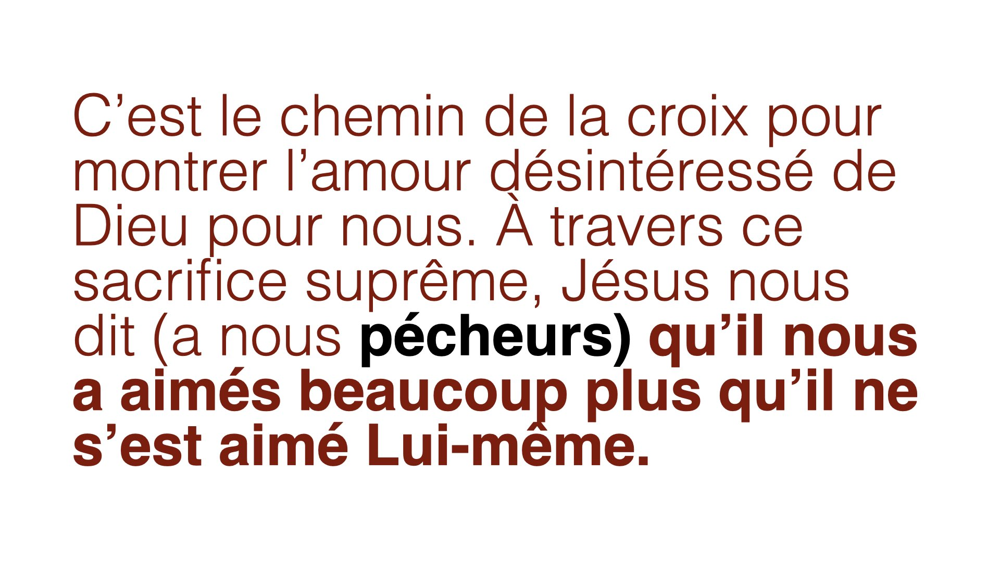 C’est le chemin de la croix pour
montrer l’amour désintéressé de
Dieu pour nous. À travers ce
sacrifice suprême, Jésus nous
dit (a nous pécheurs) qu’il nous
a aimés beaucoup plus qu’il ne
s’est aimé Lui-même.